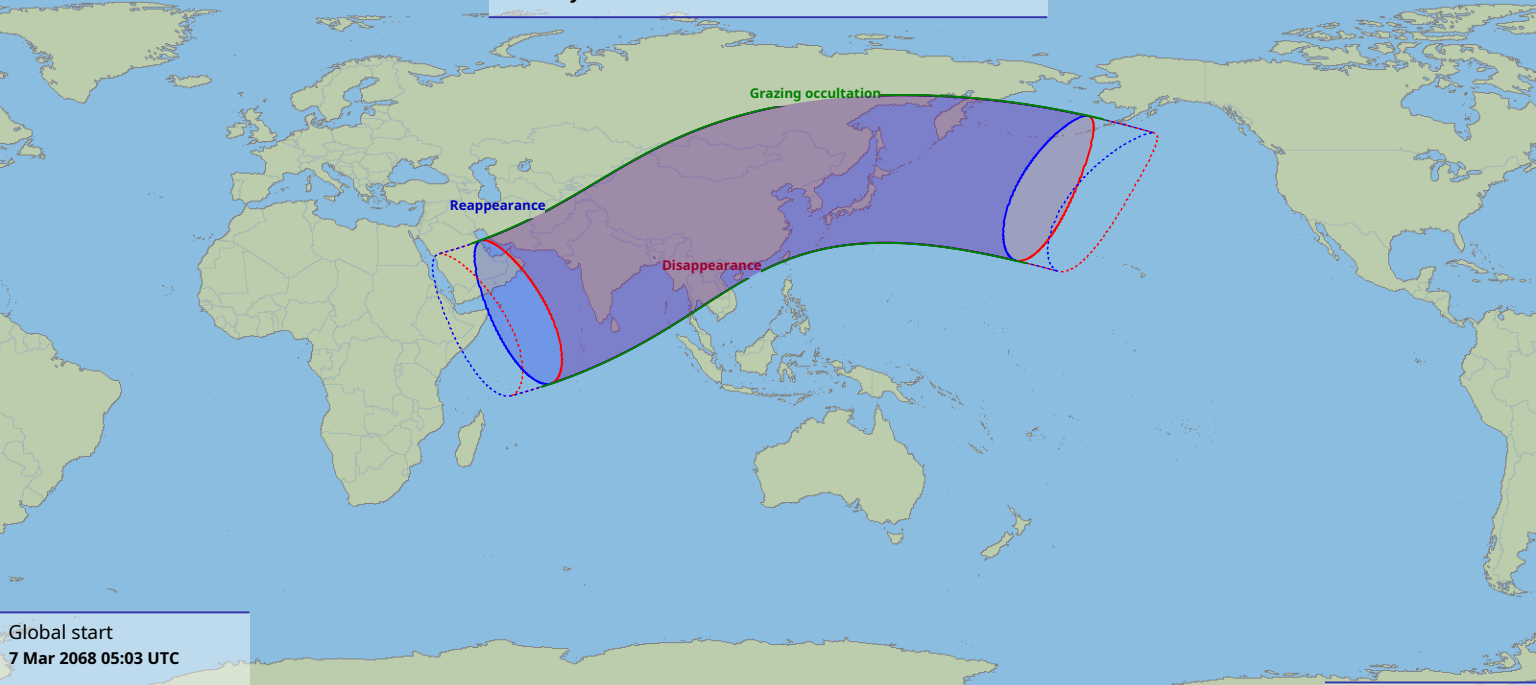 Grazing occultation
Reappearance
Disappearance
Global start
7 Mar 2068 05:03 UTC